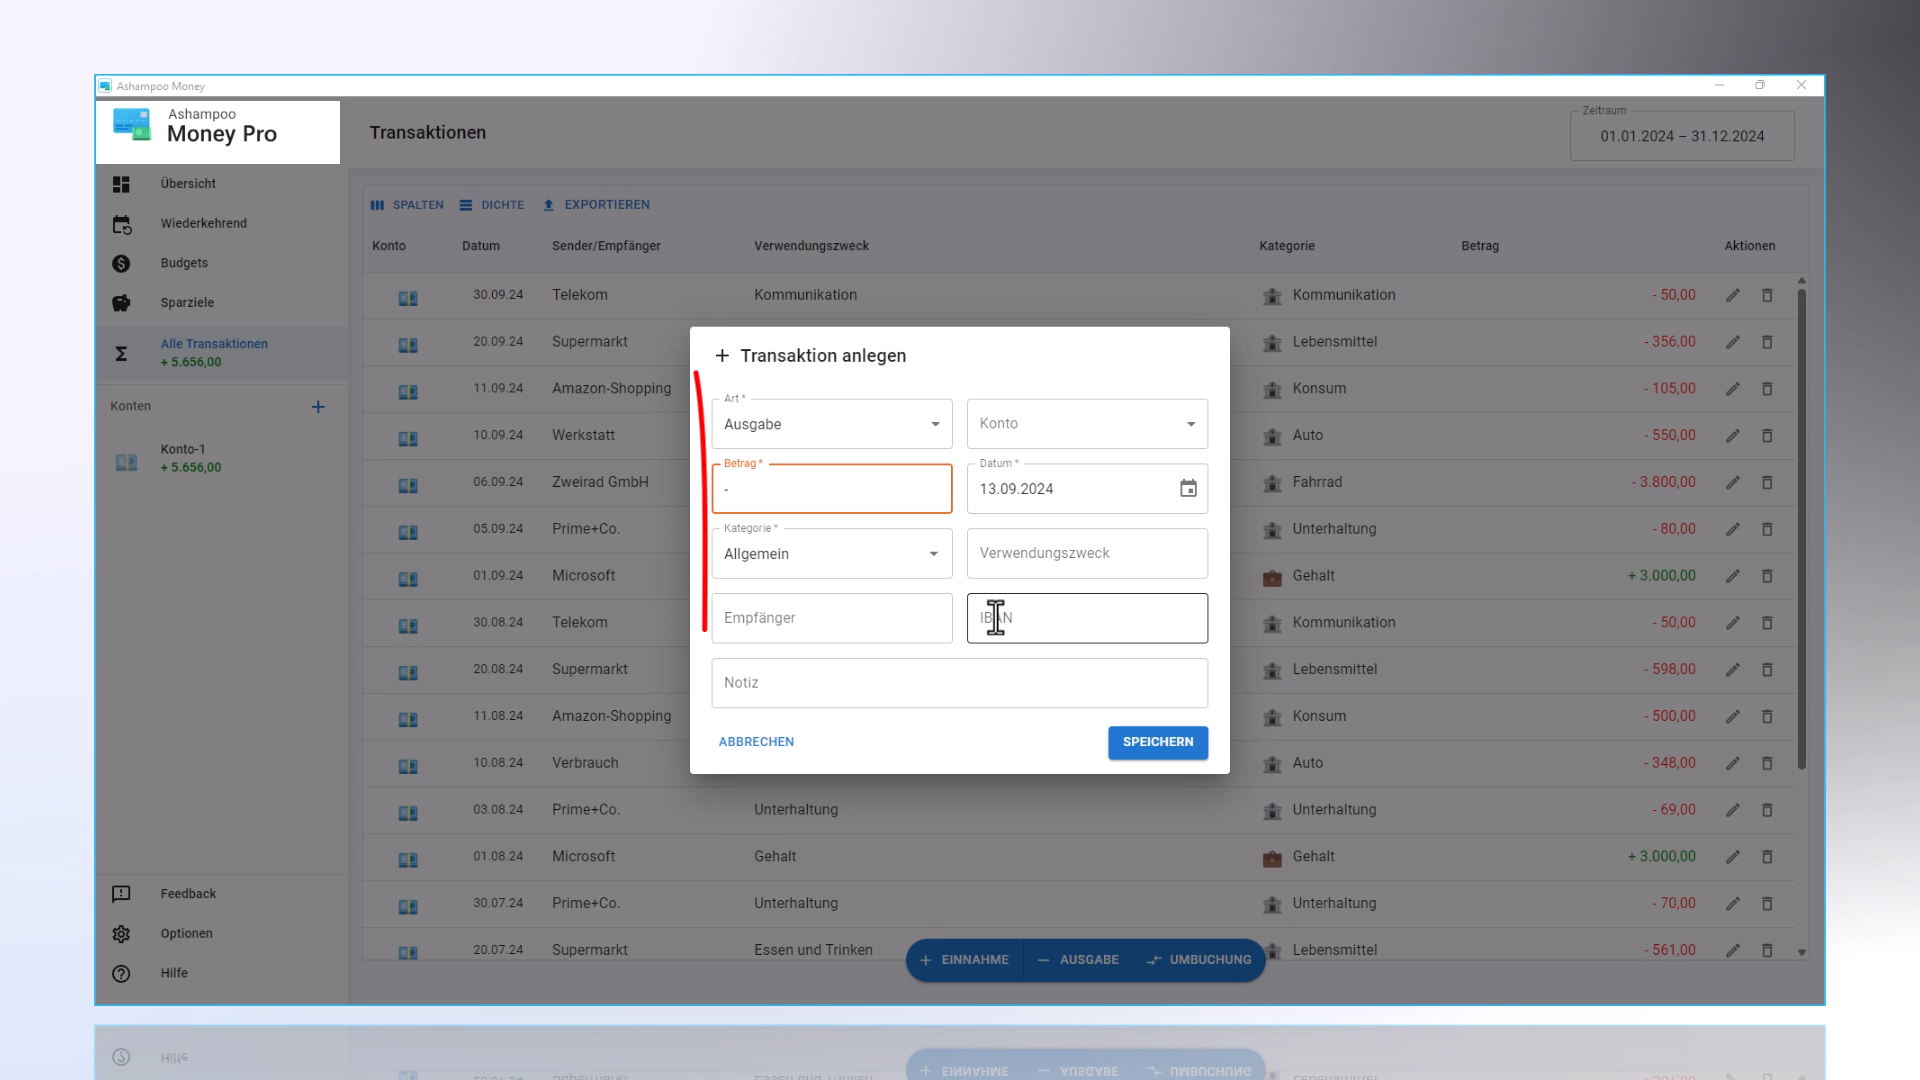 Ashampoo Money
Ashampoo
Money Pro
Transaktionen
Zeitraum
01.01.2024 – 31.12.2024
Übersicht
Wiederkehrend
Budgets
Sparziele
Alle Transaktionen
+ 5.656,00
Konten
Konto-1
+ 5.656,00
Feedback
Optionen
Hilfe
SPALTEN DICHTE EXPORTIEREN
Konto Datum Sender/Empfänger Verwendungszweck Kategorie Betrag Aktionen
30.09.24 Telekom Kommunikation Kommunikation - 50,00
20.09.24 Supermarkt Lebensmittel - 356,00
11.09.24 Amazon-Shopping Konsum - 105,00
10.09.24 Werkstatt Auto - 550,00
06.09.24 Zweirad GmbH Fahrrad - 3.800,00
05.09.24 Prime+Co. Unterhaltung - 80,00
01.09.24 Microsoft Gehalt + 3.000,00
30.08.24 Telekom Kommunikation - 50,00
20.08.24 Supermarkt Lebensmittel - 598,00
11.08.24 Amazon-Shopping Konsum - 500,00
10.08.24 Verbrauch Auto - 348,00
03.08.24 Prime+Co. Unterhaltung Unterhaltung - 69,00
01.08.24 Microsoft Gehalt Gehalt + 3.000,00
30.07.24 Prime+Co. Unterhaltung Unterhaltung - 70,00
20.07.24 Supermarkt Essen und Trinken Lebensmittel - 561,00
+ EINNAHME — AUSGABE UMBUCHUNG
+ Transaktion anlegen
Art *
Ausgabe
Konto
Betrag *
-
Datum *
13.09.2024
Kategorie *
Allgemein
Verwendungszweck
Empfänger
IBAN
Notiz
ABBRECHEN
SPEICHERN